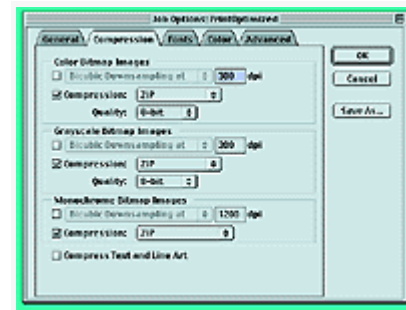 Job Options: PrintOptimized
General Compression Fonts Color Advanced
Color Bitmap Images
Bicubic Downsampling at 300 dpi
Compression: ZIP
Quality: 8-bit
Grayscale Bitmap Images
Bicubic Downsampling at 300 dpi
Compression: ZIP
Quality: 8-bit
Monochrome Bitmap Images
Bicubic Downsampling at 1200 dpi
Compression: ZIP
Compress Text and Line Art
OK
Cancel
Save As...